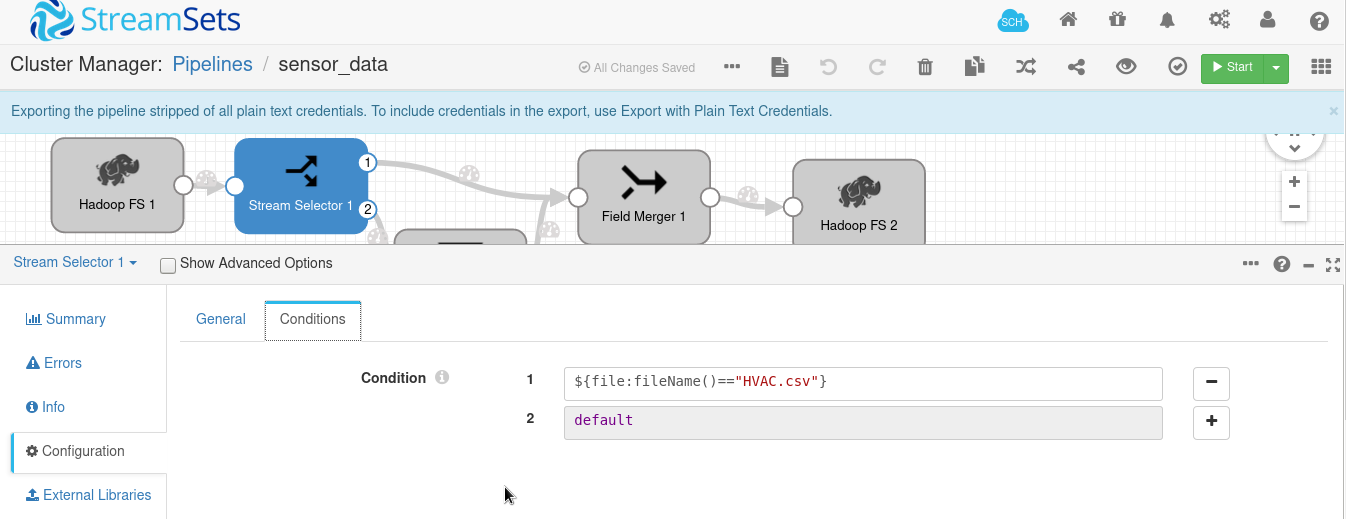 StreamSets
SCH
Cluster Manager: Pipelines / sensor_data
All Changes Saved
Start
Exporting the pipeline stripped of all plain text credentials. To include credentials in the export, use Export with Plain Text Credentials.
×
Hadoop FS 1
Stream Selector 1
1
2
Field Merger 1
Hadoop FS 2
Stream Selector 1
Show Advanced Options
Summary
Errors
Info
Configuration
External Libraries
General
Conditions
Condition
1
${file:fileName()=="HVAC.csv"}
2
default